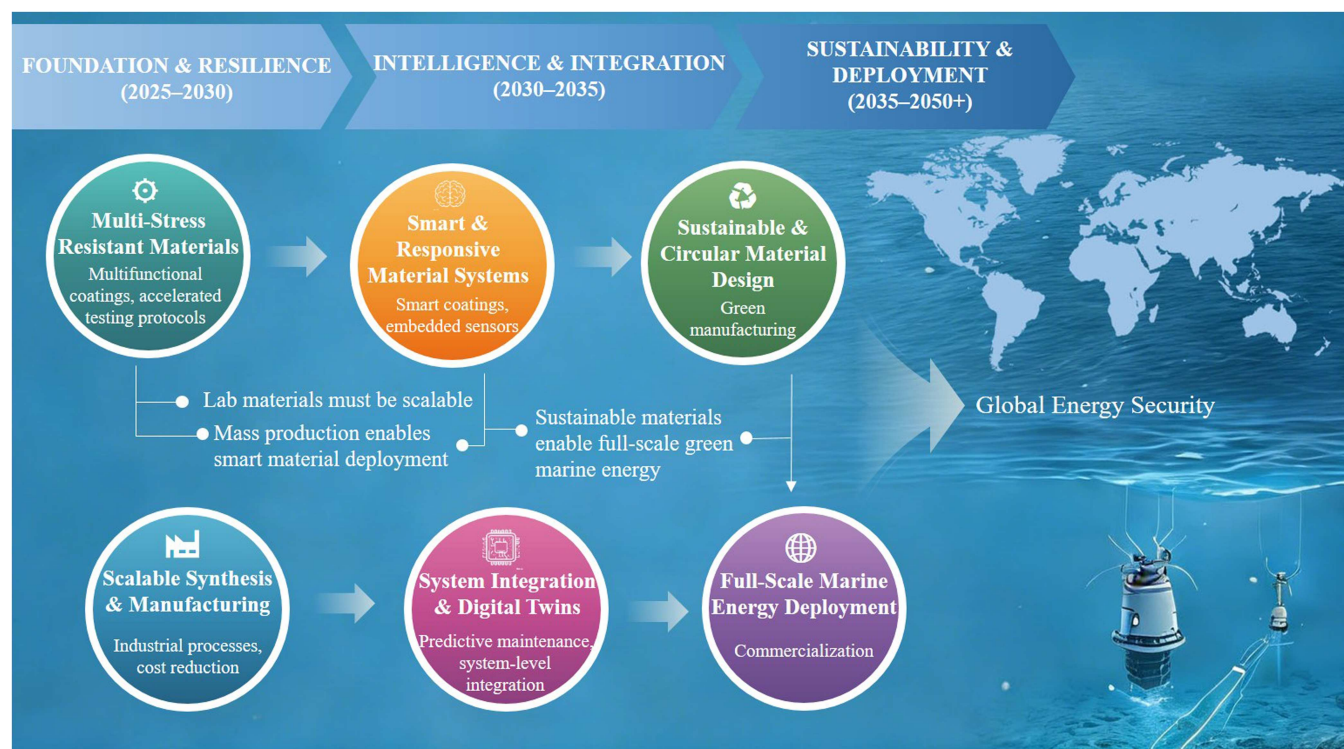 FOUNDATION & RESILIENCE
(2025–2030)
INTELLIGENCE & INTEGRATION
(2030–2035)
SUSTAINABILITY &
DEPLOYMENT
(2035–2050+)
Multi-Stress
Resistant Materials
Multifunctional
coatings, accelerated
testing protocols
Smart &
Responsive
Material Systems
Smart coatings,
embedded sensors
Sustainable &
Circular Material
Design
Green
manufacturing
Lab materials must be scalable
Mass production enables
smart material deployment
Sustainable materials
enable full-scale green
marine energy
Global Energy Security
Scalable Synthesis
& Manufacturing
Industrial processes,
cost reduction
System Integration
& Digital Twins
Predictive maintenance,
system-level
integration
Full-Scale Marine
Energy Deployment
Commercialization